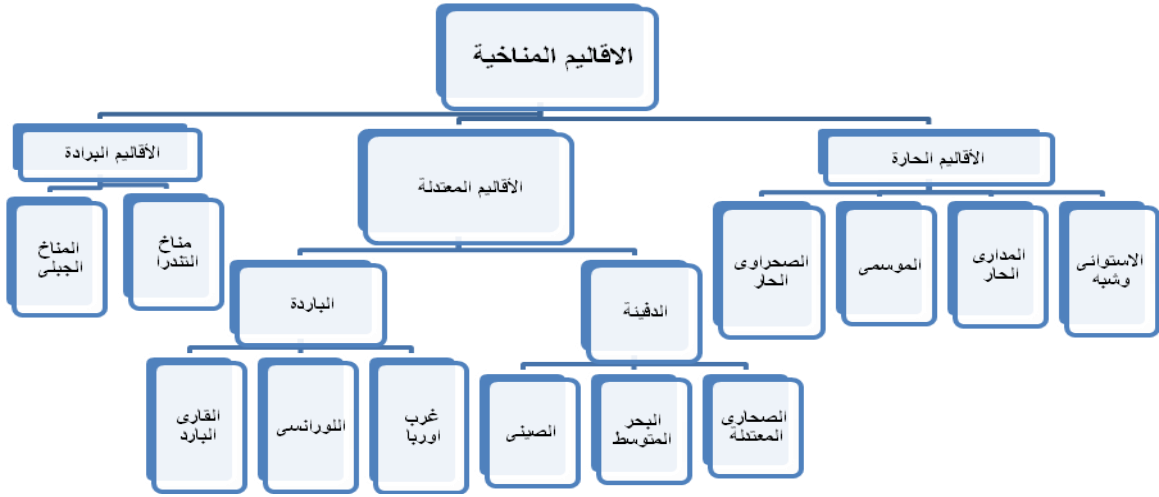 الاقاليم المناخية
الأقاليم الحارة
الأقاليم المعتدلة
الأقاليم البرادة
الاستوائى
وشبه
المدارى
الحار
الموسمى
الصحراوى
الحار
مناخ
التندرا
المناخ
الجبلى
الدفيئة
الباردة
الصحارى
المعتدلة
البحر
المتوسط
الصينى
غرب
اوربا
اللورانسى
القارى
البارد